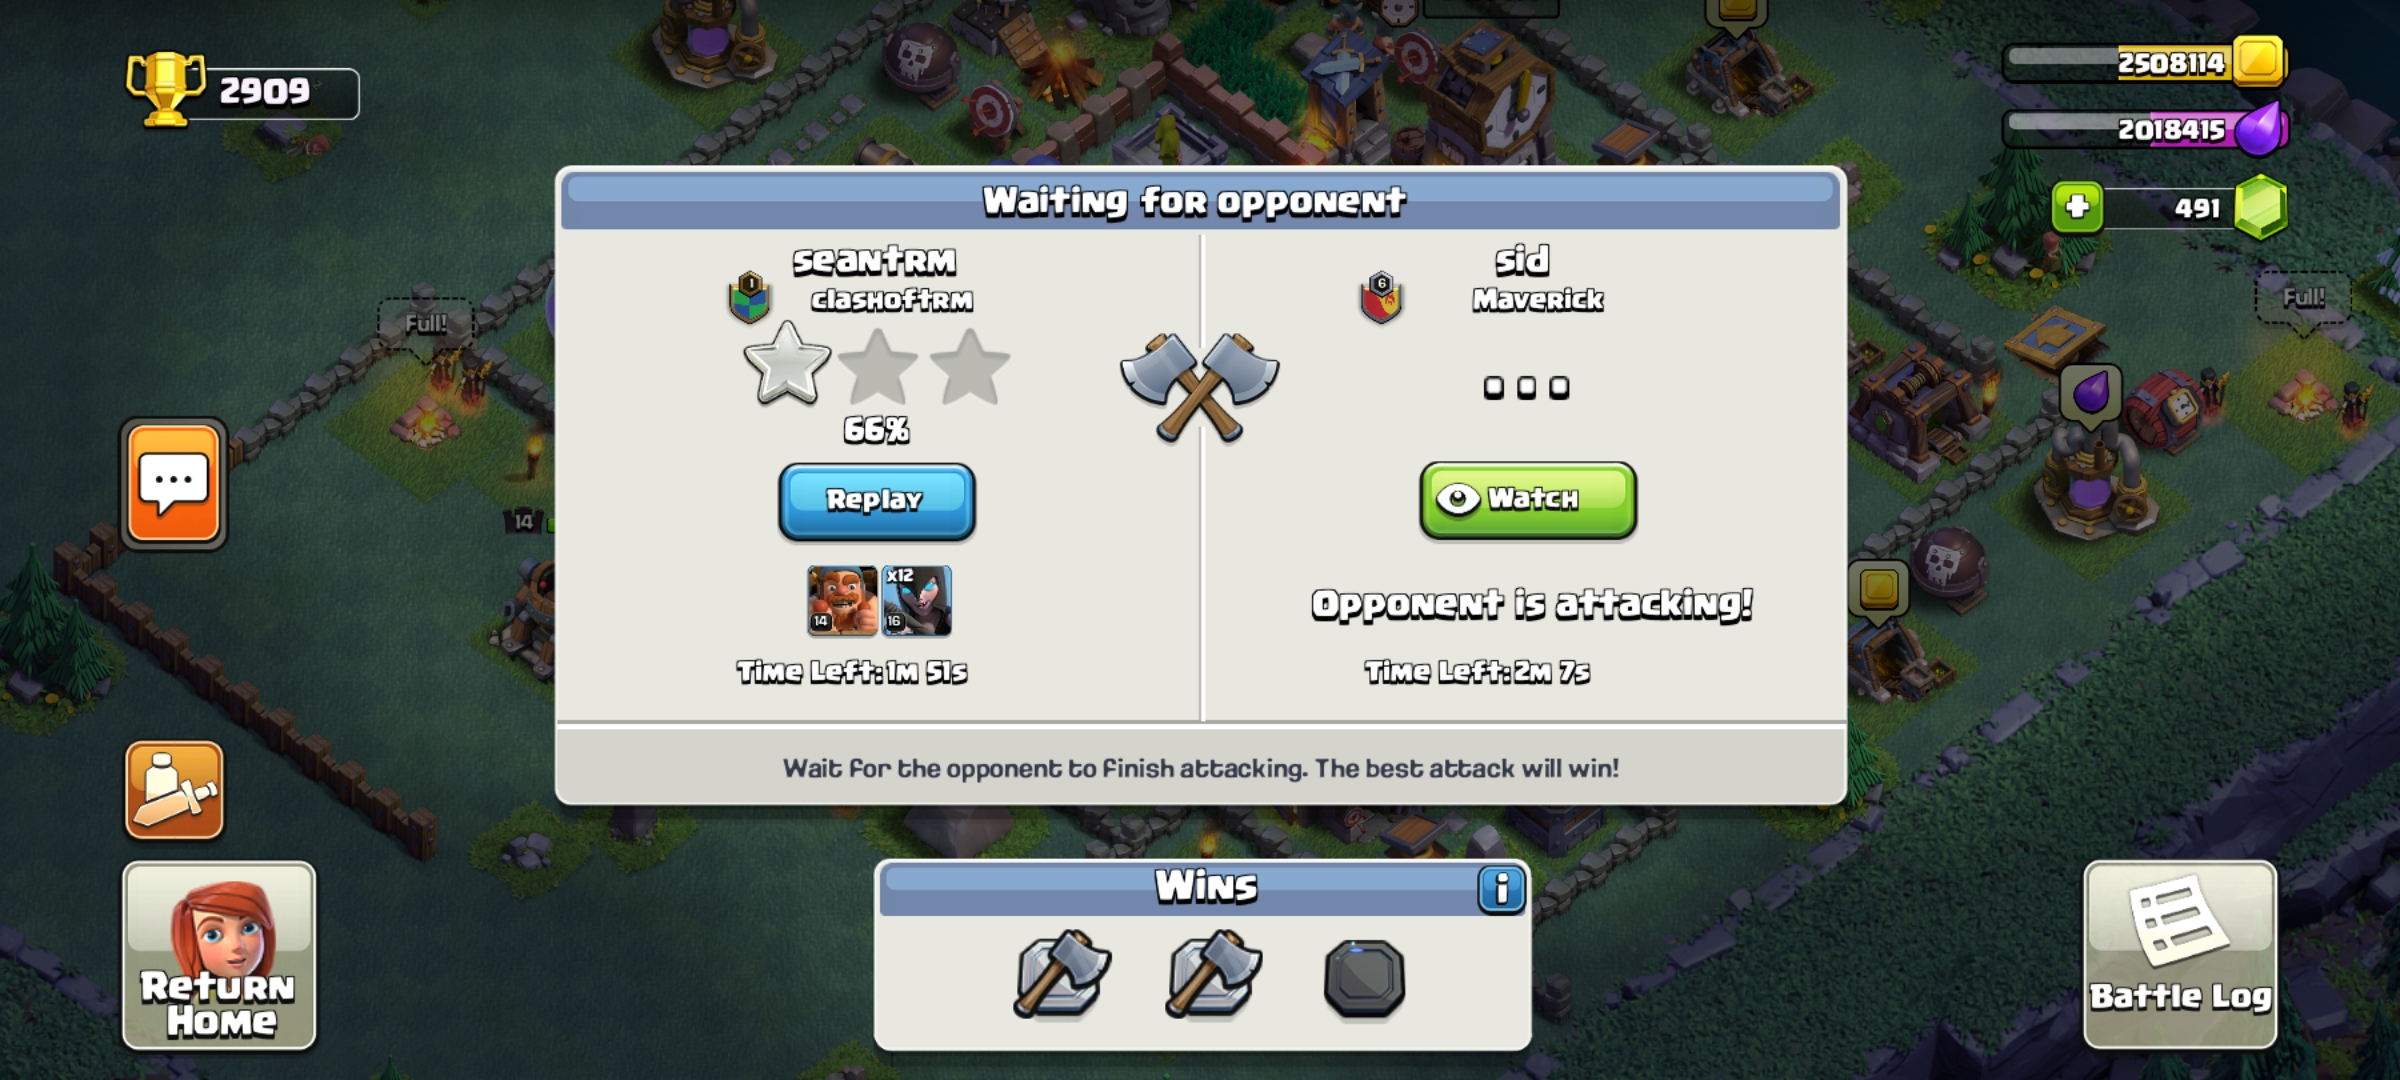 2909
2508114
2018415
491
Waiting for opponent
seantRM
1
clasHoftRM
66%
Replay
x12
14
16
Time Left:1m 51s
sid
6
Maverick
Watch
Opponent is attacking!
Time Left:2m 7s
Wait for the opponent to finish attacking. The best attack will win!
Full!
Full!
14
Wins
i
Return
Home
Battle Log